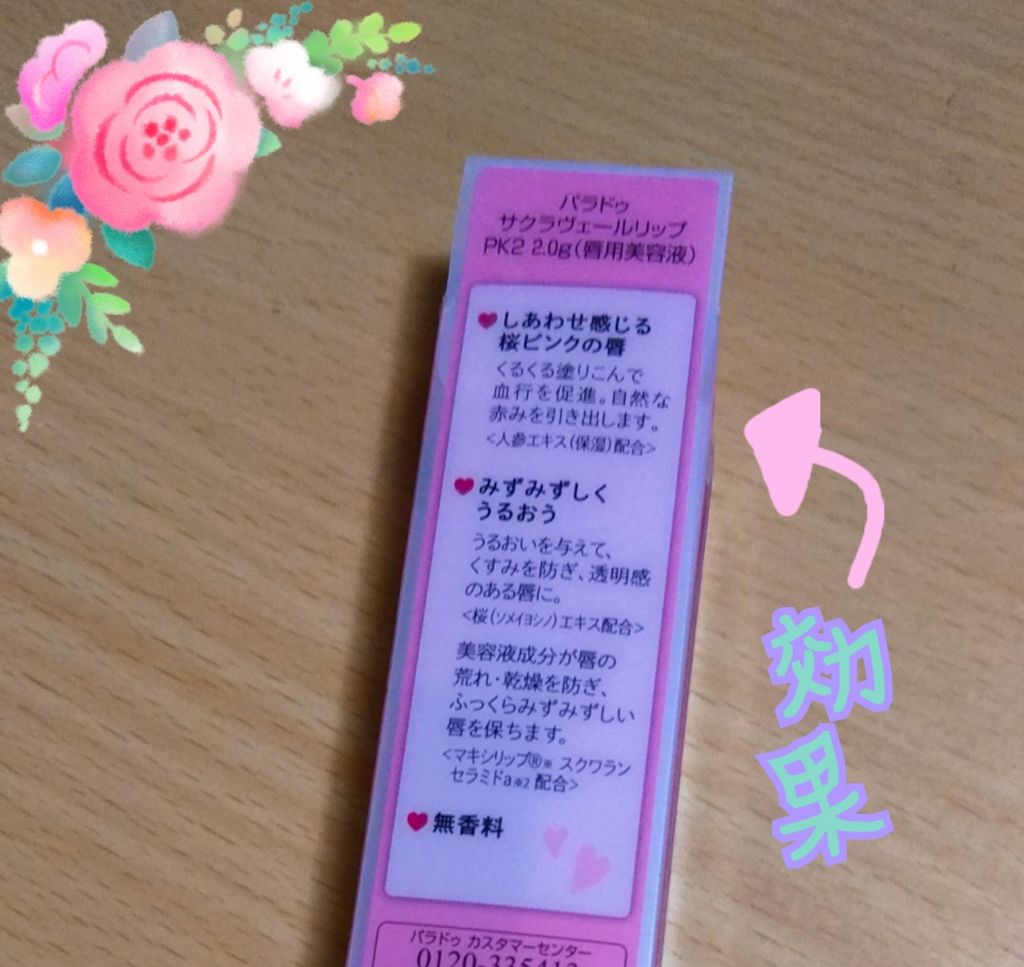 パラドゥ
サクラヴェールリップ
PK2 2.0g(唇用美容液)
しあわせ感じる
桜ピンクの唇
くるくる塗りこんで
血行を促進。自然な
赤みを引き出します。
<人参エキス(保湿)配合>
みずみずしく
うるおう
うるおいを与えて、
くすみを防ぎ、透明感
のある唇に。
<桜(ソメイヨシノ)エキス配合>
美容液成分が唇の
荒れ・乾燥を防ぎ、
ふっくらみずみずしい
唇を保ちます。
<マキシリップ®※ スクワラン
セラミドa※2 配合>
無香料
パラドゥ カスタマーセンター
効果